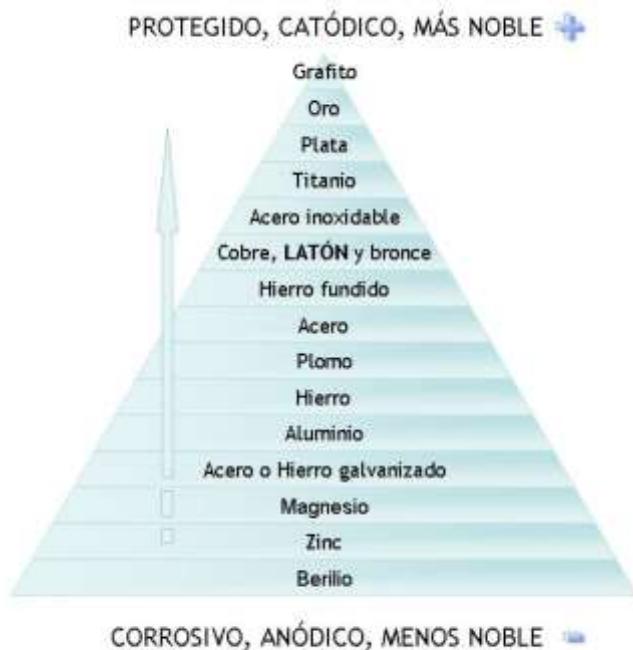 PROTEGIDO, CATÓDICO, MÁS NOBLE
Grafito
Oro
Plata
Titanio
Acero inoxidable
Cobre, LATÓN y bronce
Hierro fundido
Acero
Plomo
Hierro
Aluminio
Acero o Hierro galvanizado
Magnesio
Zinc
Berilio
CORROSIVO, ANÓDICO, MENOS NOBLE